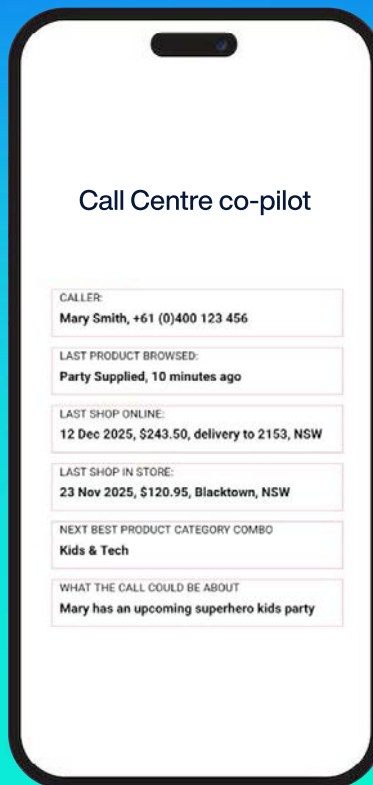 Call Centre co-pilot
CALLER:
Mary Smith, +61 (0)400 123 456
LAST PRODUCT BROWSED:
Party Supplied, 10 minutes ago
LAST SHOP ONLINE:
12 Dec 2025, $243.50, delivery to 2153, NSW
LAST SHOP IN STORE:
23 Nov 2025, $120.95, Blacktown, NSW
NEXT BEST PRODUCT CATEGORY COMBO
Kids & Tech
WHAT THE CALL COULD BE ABOUT
Mary has an upcoming superhero kids party